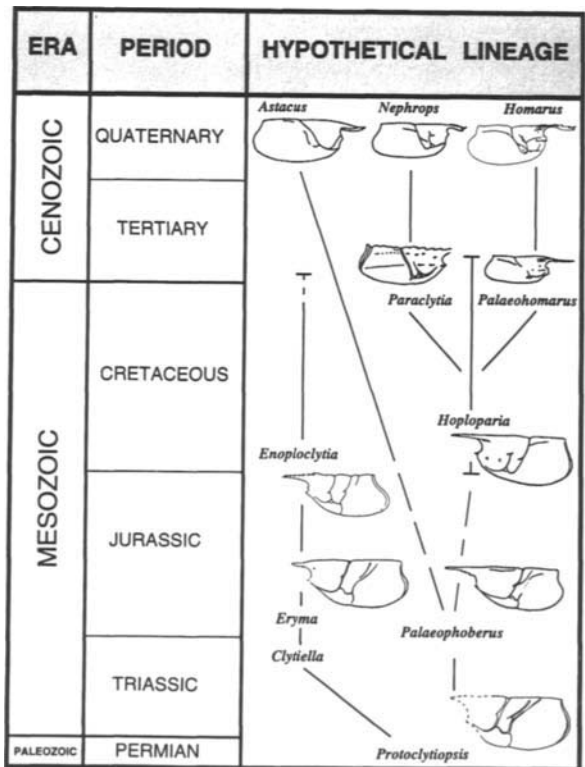 ERA PERIOD HYPOTHETICAL LINEAGE
Astacus Nephrops Homarus
CENOZOIC
QUATERNARY
TERTIARY
Paraclytia Palaeohomarus
MESOZOIC
CRETACEOUS
Hoploparia
Enoploclytia
JURASSIC
Eryma
Palaeophoberus
Clytiella
TRIASSIC
PALEOZOIC PERMIAN Protoclytiopsis